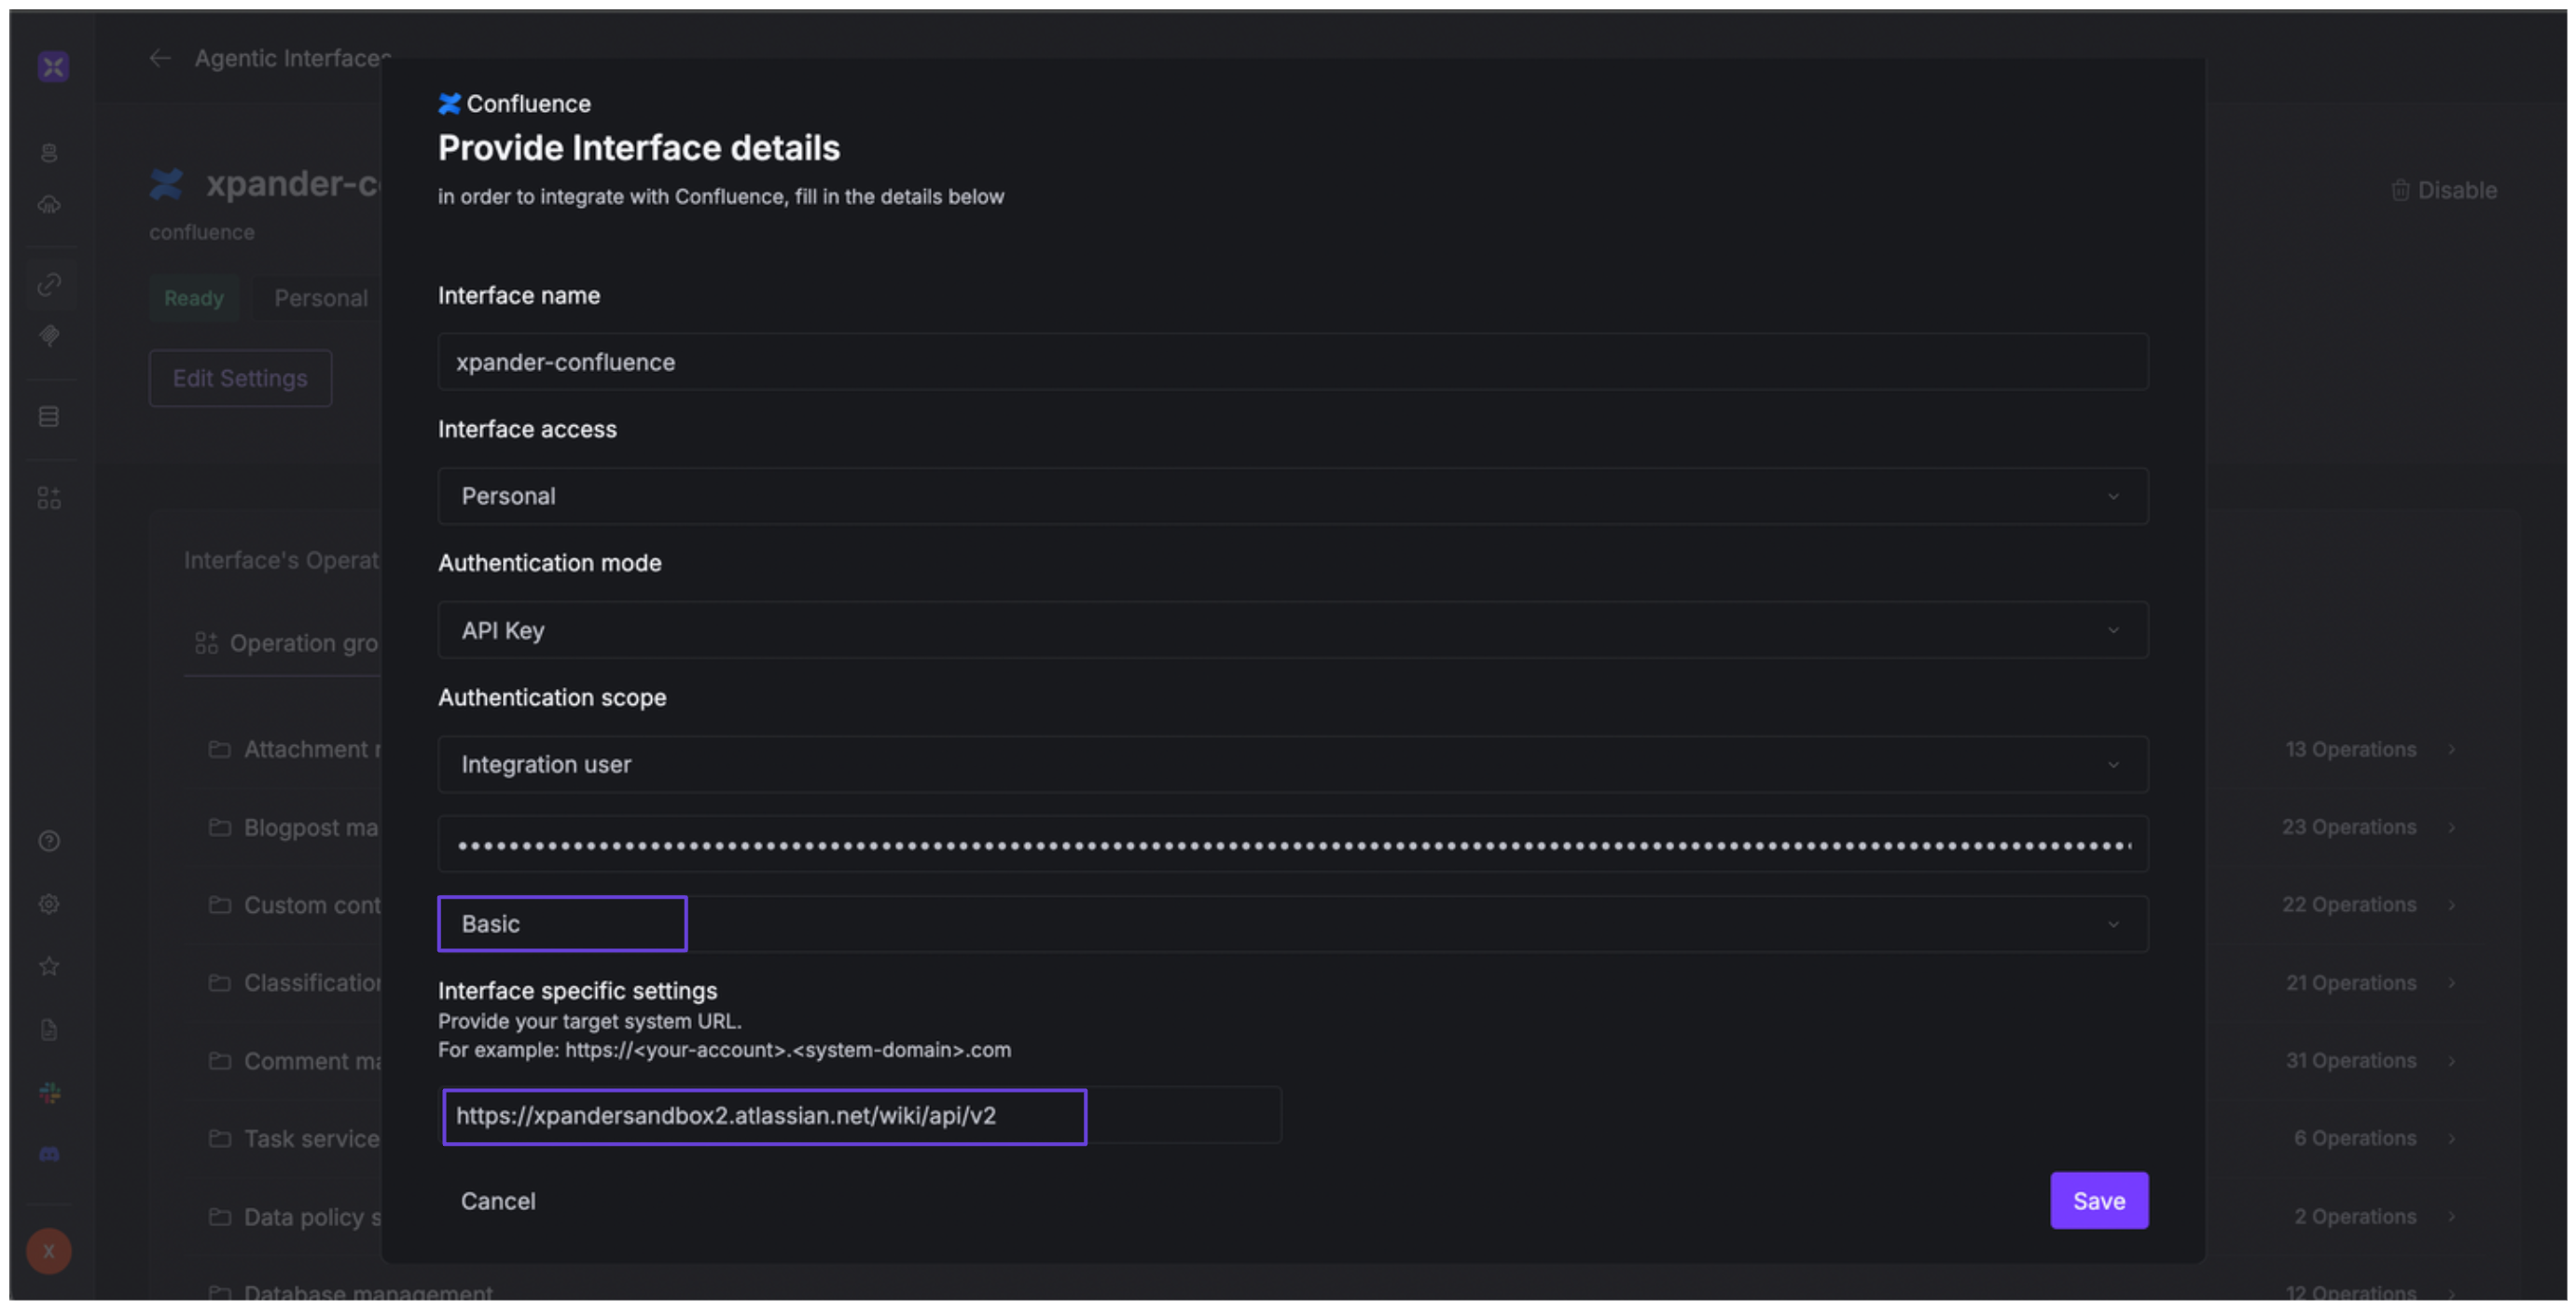 Agentic Interfaces
xpander-c
confluence
Ready
Personal
Edit Settings
Disable
Interface's Operat
Operation gro
Attachment
13 Operations
Blogpost ma
23 Operations
Custom cont
22 Operations
Classification
21 Operations
Comment ma
31 Operations
Task service
6 Operations
Data policy s
2 Operations
Database management
12 Operations
X
Confluence
Provide Interface details
in order to integrate with Confluence, fill in the details below
Interface name
xpander-confluence
Interface access
Personal
Authentication mode
API Key
Authentication scope
Integration user
Basic
Interface specific settings
Provide your target system URL.
For example: https://<your-account>.<system-domain>.com
https://xpandersandbox2.atlassian.net/wiki/api/v2
Cancel
Save